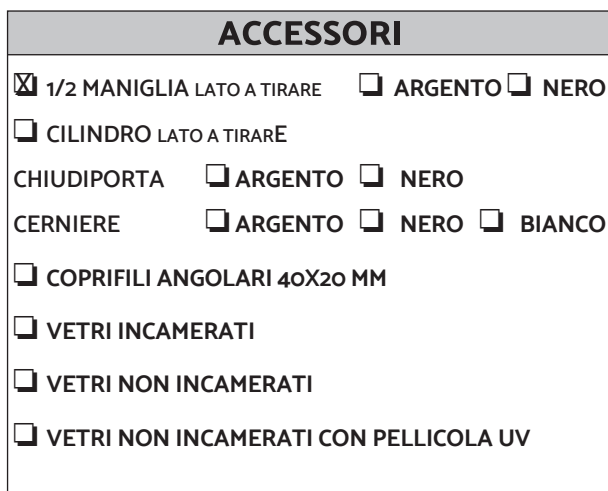 ACCESSORI
☒ 1/2 MANIGLIA LATO A TIRARE ❏ ARGENTO ❏ NERO
❏ CILINDRO LATO A TIRARE
CHIUDIPORTA ❏ ARGENTO ❏ NERO
CERNIERE ❏ ARGENTO ❏ NERO ❏ BIANCO
❏ COPRIFILI ANGOLARI 40X20 MM
❏ VETRI INCAMERATI
❏ VETRI NON INCAMERATI
❏ VETRI NON INCAMERATI CON PELLICOLA UV